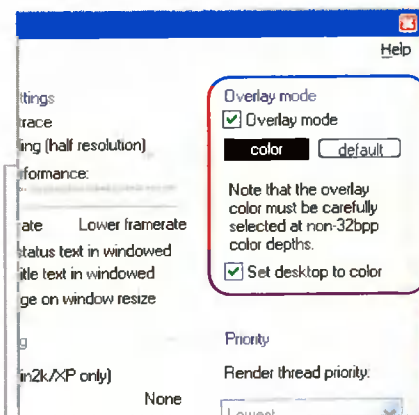 Help
ttings
trace
ing (half resolution)
formance:
ate Lower framerate
status text in windowed
itle text in windowed
ge on window resize
g
in2k/XP only)
None
Overlay mode
Overlay mode
color default
Note that the overlay
color must be carefully
selected at non-32bpp
color depths.
Set desktop to color
Priority
Render thread priority:
Lowest